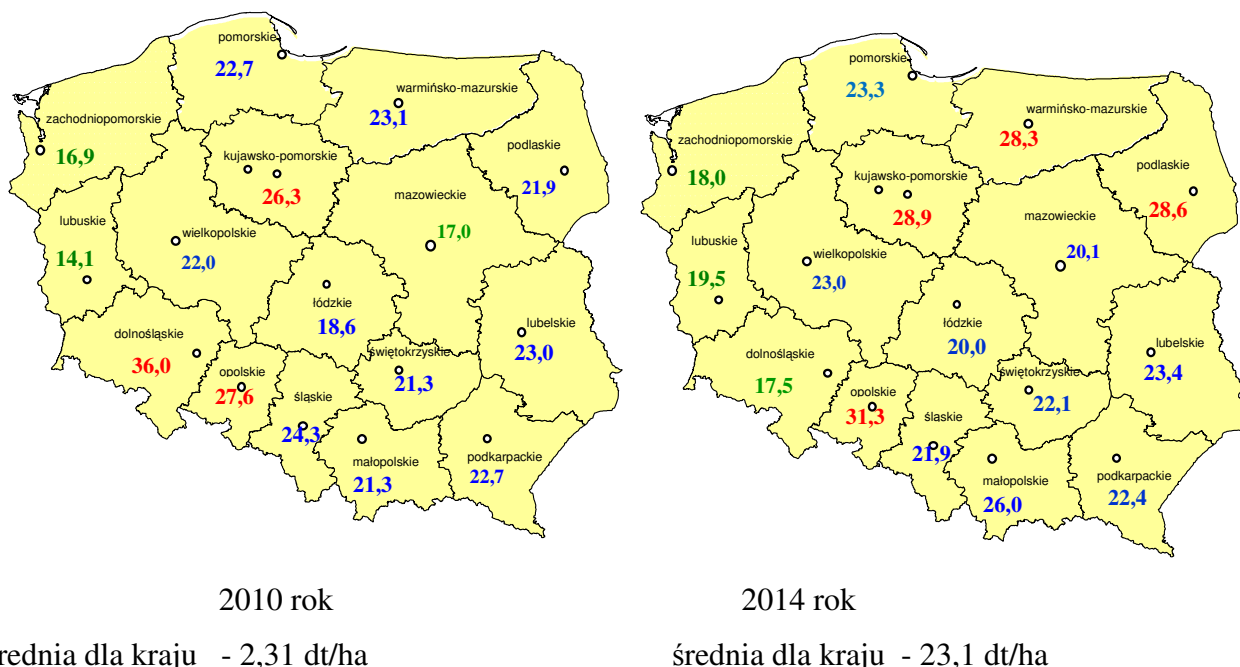 pomorskie
22,7
warmińsko-mazurskie
23,1
zachodniopomorskie
16,9
podlaskie
21,9
kujawsko-pomorskie
26,3
mazowieckie
17,0
lubuskie
14,1
wielkopolskie
22,0
łódzkie
18,6
lubelskie
23,0
dolnośląskie
36,0
opolskie
27,6
świętokrzyskie
21,3
śląskie
24,3
małopolskie
21,3
podkarpackie
22,7
2010 rok
rednia dla kraju - 2,31 dt/ha
pomorskie
23,3
warmińsko-mazurskie
28,3
zachodniopomorskie
18,0
podlaskie
28,6
kujawsko-pomorskie
28,9
mazowieckie
20,1
lubuskie
19,5
wielkopolskie
23,0
łódzkie
20,0
lubelskie
23,4
dolnośląskie
17,5
opolskie
31,3
świętokrzyskie
22,1
śląskie
21,9
małopolskie
26,0
podkarpackie
22,4
2014 rok
średnia dla kraju - 23,1 dt/ha